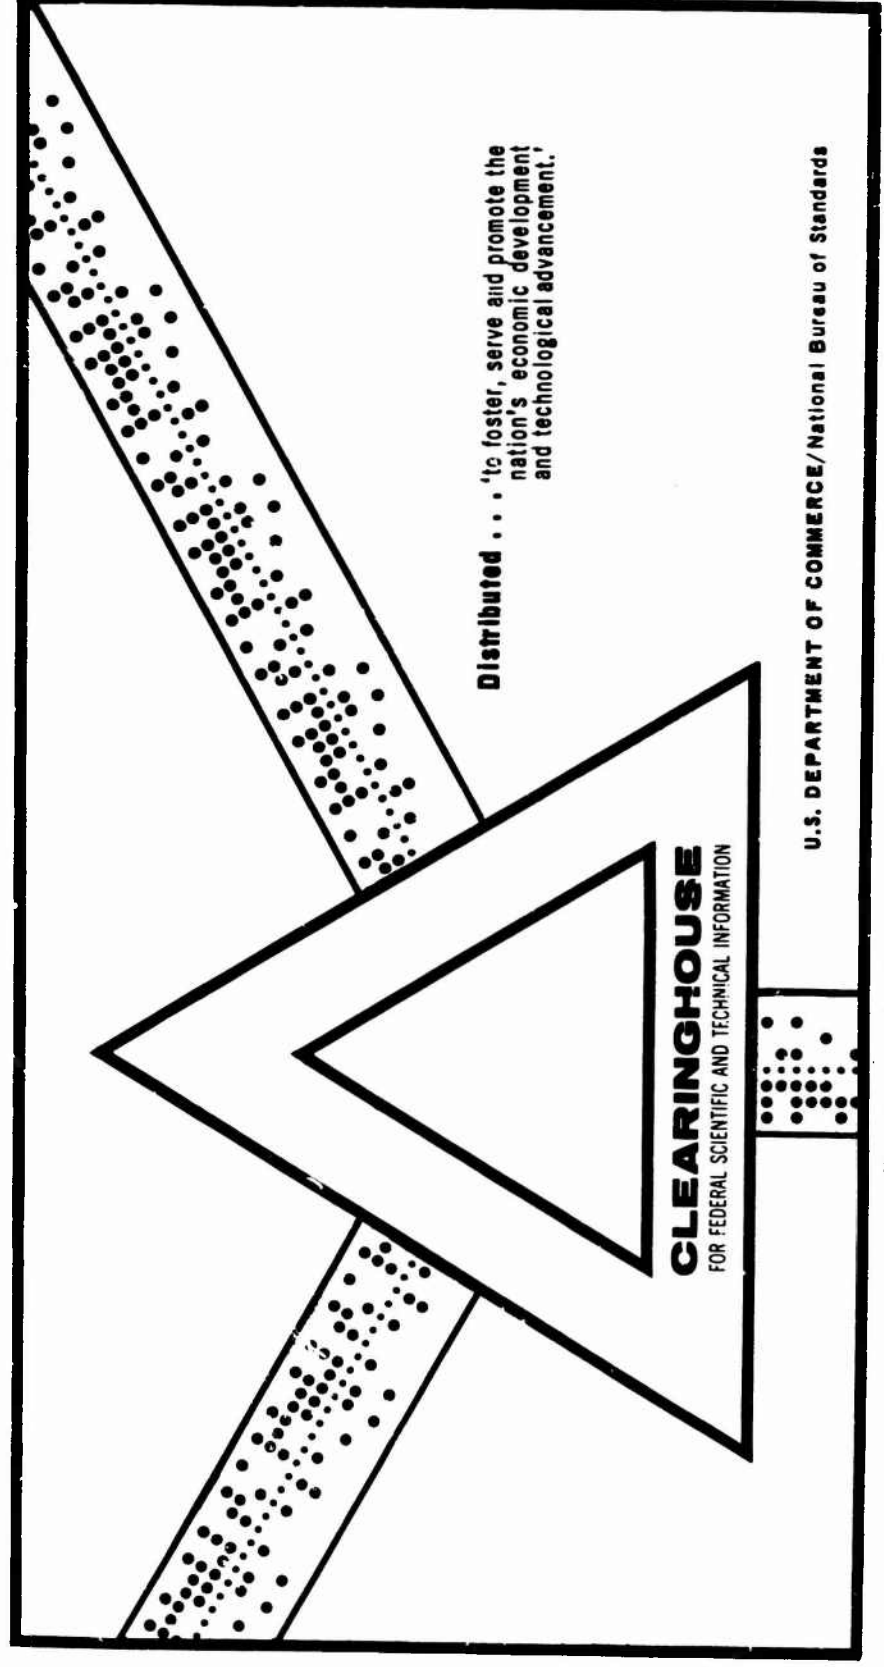 Distributed . . . 'to foster, serve and promote the
nation's economic development
and technological advancement.'
CLEARINGHOUSE
FOR FEDERAL SCIENTIFIC AND TECHNICAL INFORMATION
U.S. DEPARTMENT OF COMMERCE/National Bureau of Standards